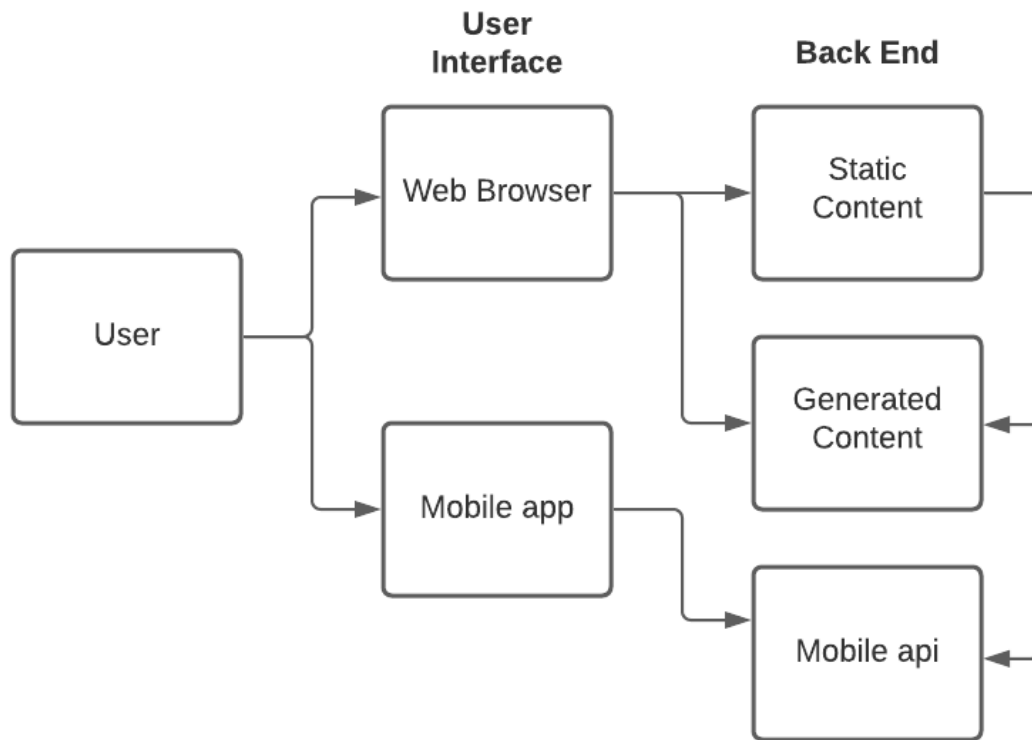 User
Interface
Back End
Web Browser
Static
Content
User
Generated
Content
Mobile app
Mobile api